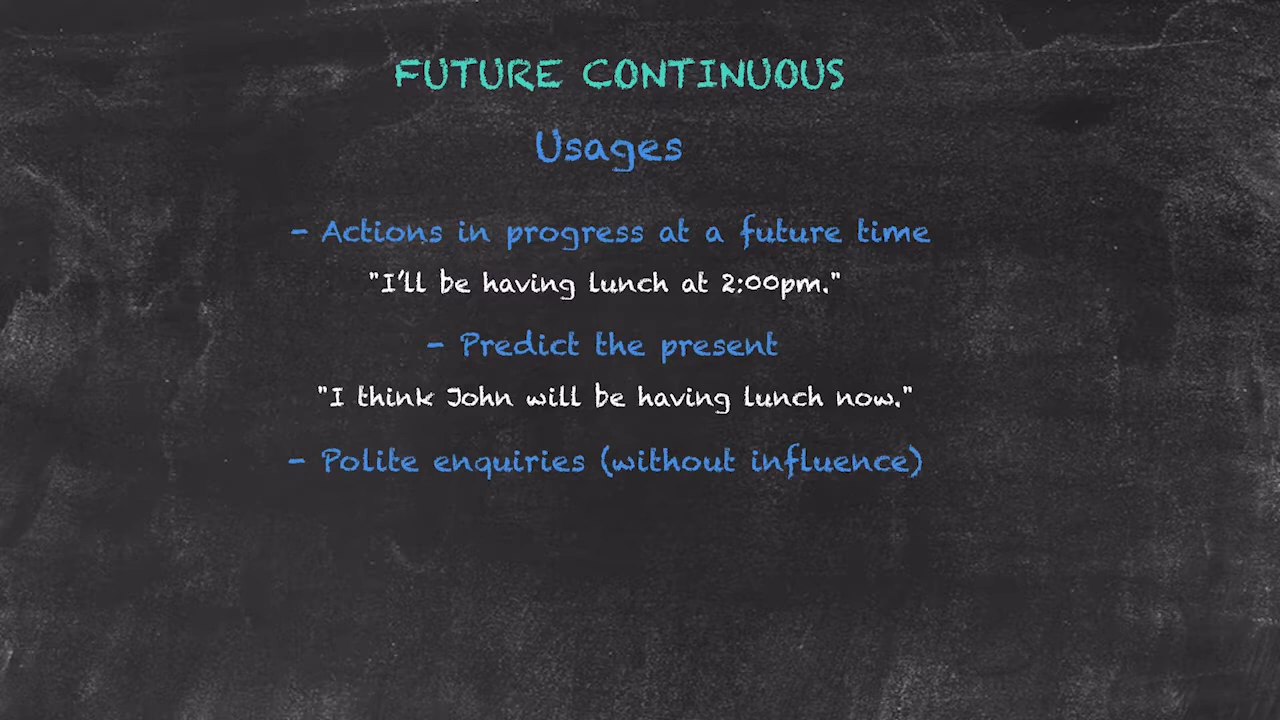 FUTURE CONTINUOUS
Usages
- Actions in progress at a future time
"I'll be having lunch at 2:00pm."
- Predict the present
"I think John will be having lunch now."
- Polite enquiries (without influence)